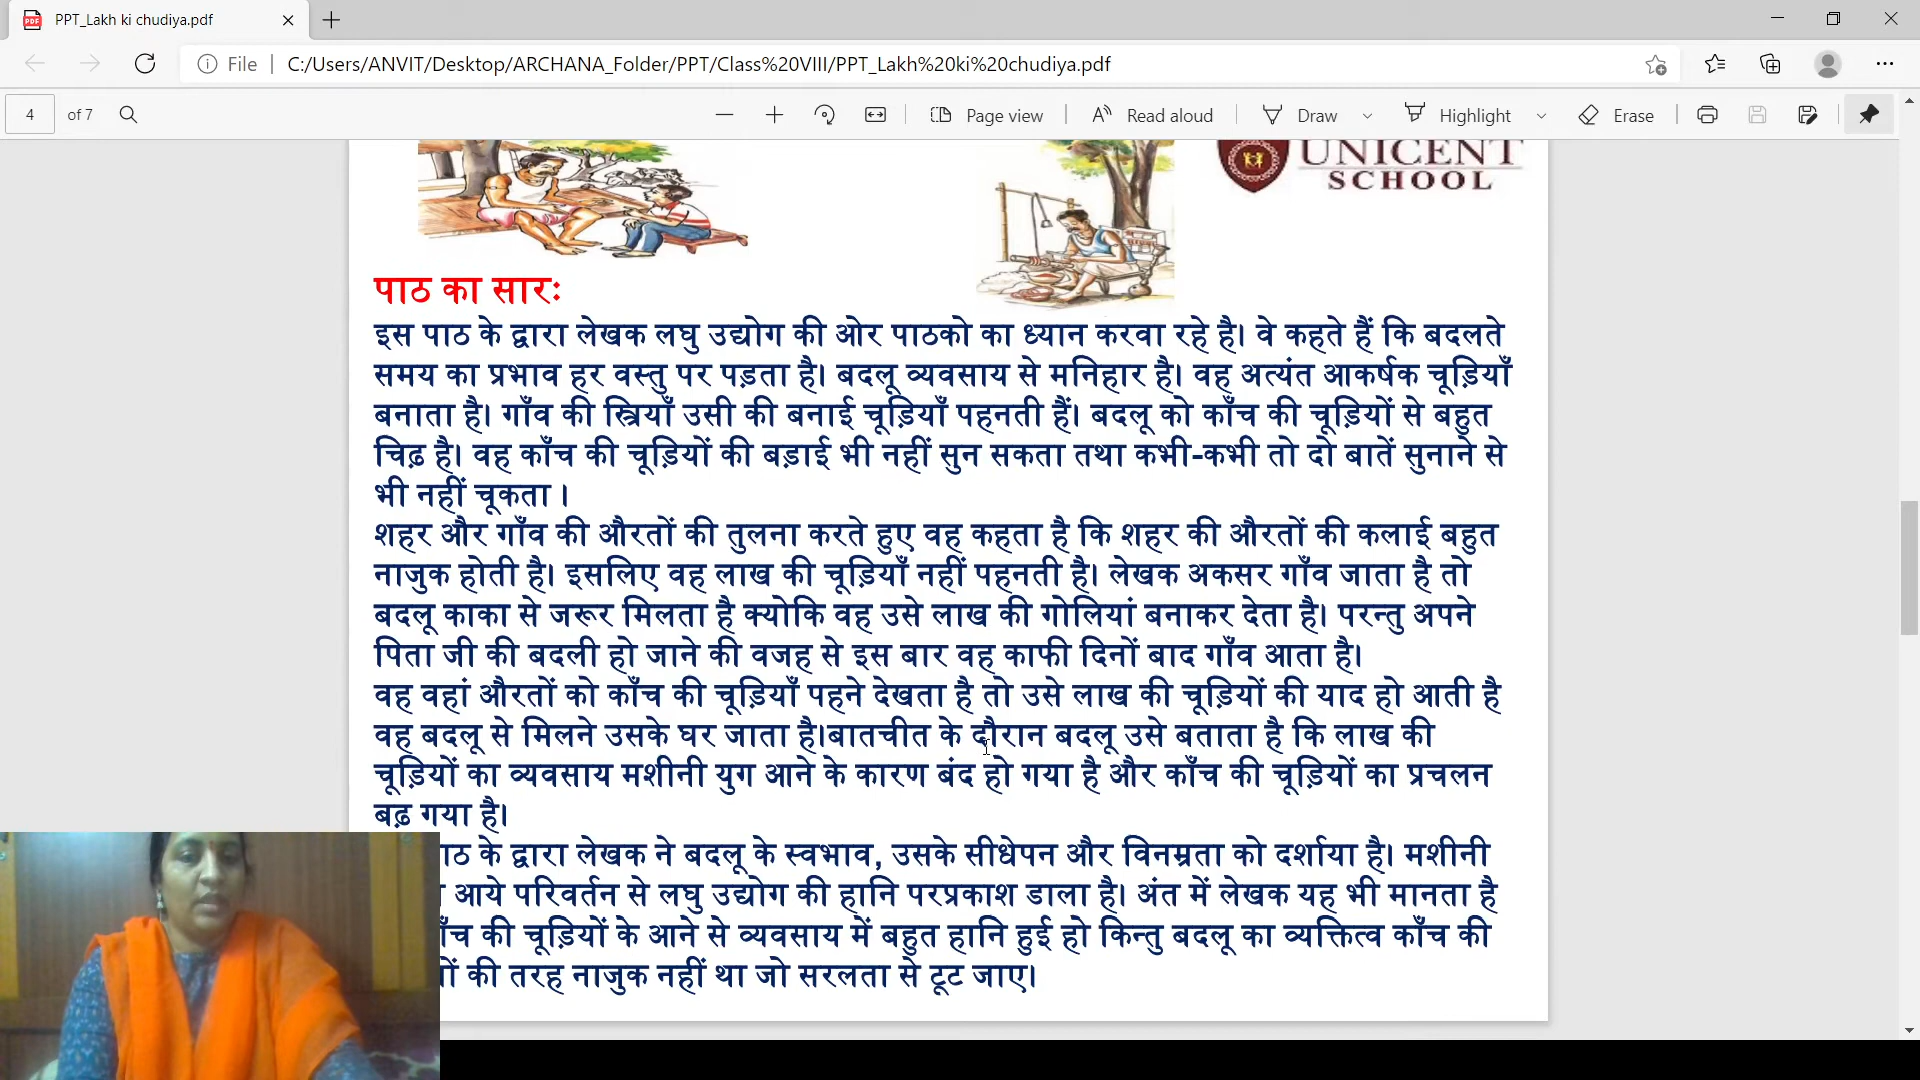 PPT_Lakh ki chudiya.pdf
File
C:/Users/ANVIT/Desktop/ARCHANA_Folder/PPT/Class%20VIII/PPT_Lakh%20ki%20chudiya.pdf
4 of 7
Page view
Read aloud
Draw
Highlight
Erase
UNICENT
SCHOOL
पाठ का सारः
इस पाठ के द्वारा लेखक लघु उद्योग की ओर पाठको का ध्यान करवा रहे है। वे कहते हैं कि बदलते
समय का प्रभाव हर वस्तु पर पड़ता है। बदलू व्यवसाय से मनिहार है। वह अत्यंत आकर्षक चूड़ियाँ
बनाता है। गाँव की स्त्रियाँ उसी की बनाई चूड़ियाँ पहनती हैं। बदलू को काँच की चूड़ियों से बहुत
चिढ़ है। वह काँच की चूड़ियों की बड़ाई भी नहीं सुन सकता तथा कभी-कभी तो दो बातें सुनाने से
भी नहीं चूकता ।
शहर और गाँव की औरतों की तुलना करते हुए वह कहता है कि शहर की औरतों की कलाई बहुत
नाजुक होती है। इसलिए वह लाख की चूड़ियाँ नहीं पहनती है। लेखक अकसर गाँव जाता है तो
बदलू काका से जरूर मिलता है क्योकि वह उसे लाख की गोलियां बनाकर देता है। परन्तु अपने
पिता जी की बदली हो जाने की वजह से इस बार वह काफी दिनों बाद गाँव आता है।
वह वहां औरतों को काँच की चूड़ियाँ पहने देखता है तो उसे लाख की चूड़ियों की याद हो आती है
वह बदलू से मिलने उसके घर जाता है।बातचीत के दौरान बदलू उसे बताता है कि लाख की
चूड़ियों का व्यवसाय मशीनी युग आने के कारण बंद हो गया है और काँच की चूड़ियों का प्रचलन
बढ़ गया है।
के द्वारा लेखक ने बदलू के स्वभाव, उसके सीधेपन और विनम्रता को दर्शाया है। मशीनी
आये परिवर्तन से लघु उद्योग की हानि परप्रकाश डाला है। अंत में लेखक यह भी मानता है
की चूड़ियों के आने से व्यवसाय में बहुत हानि हुई हो किन्तु बदलू का व्यक्तित्व काँच की
की तरह नाजुक नहीं था जो सरलता से टूट जाए।